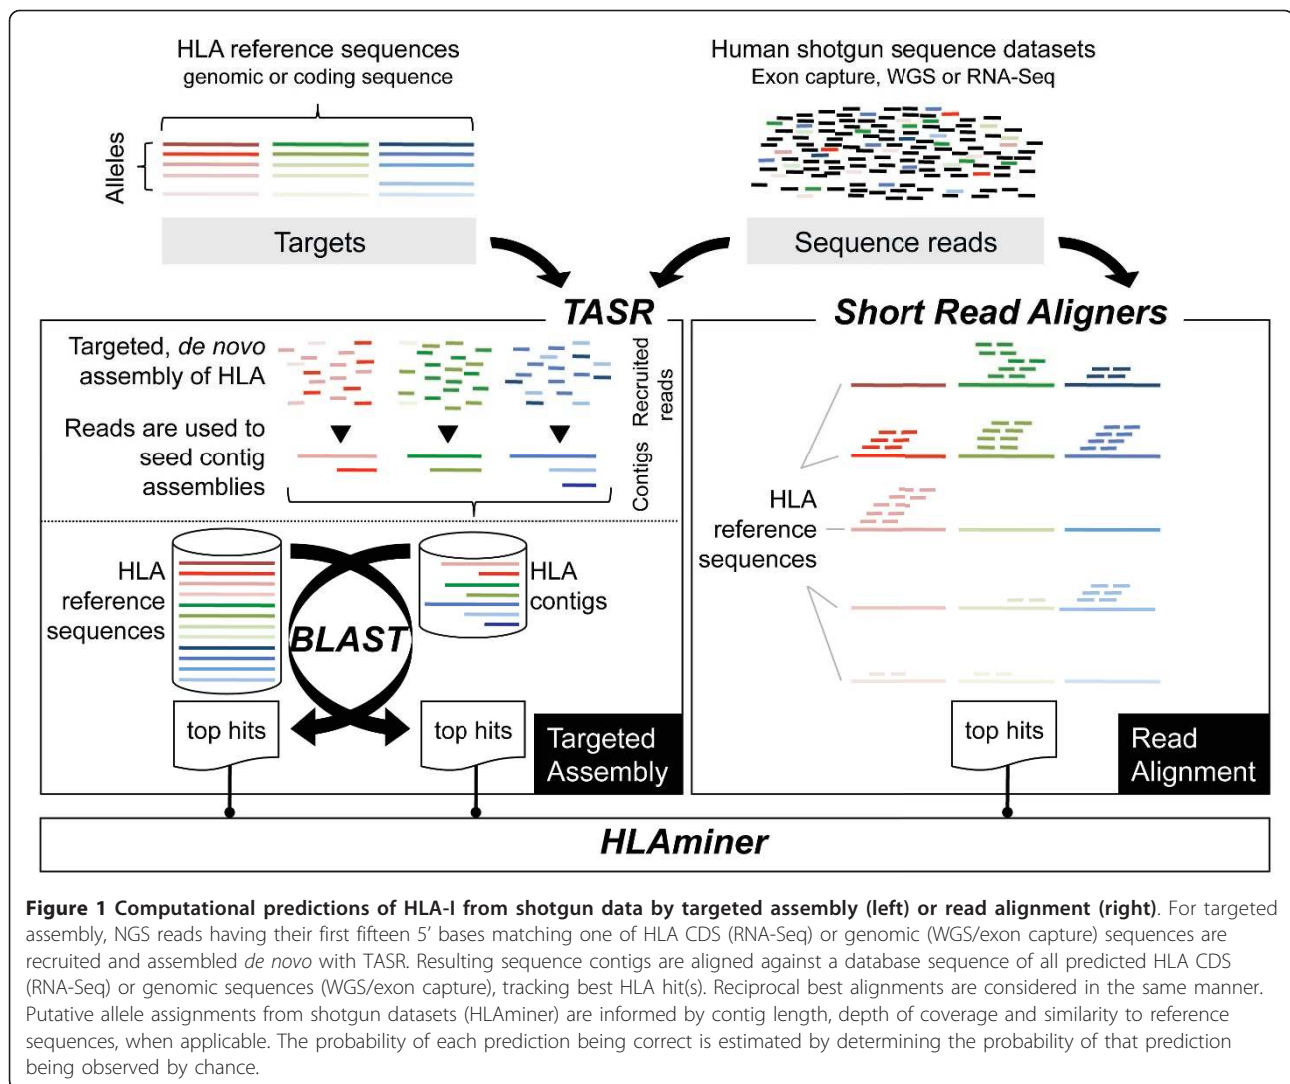 HLA reference sequences
genomic or coding sequence
Human shotgun sequence datasets
Exon capture, WGS or RNA-Seq
Alleles
Targets
Sequence reads
TASR
Targeted, de novo
assembly of HLA
Reads are used to
seed contig
assemblies
Recruited
reads
Contigs
HLA
reference
sequences
BLAST
HLA
contigs
top hits
top hits
Targeted
Assembly
Short Read Aligners
HLA
reference
sequences
top hits
Read
Alignment
HLAminer
Figure 1 Computational predictions of HLA-I from shotgun data by targeted assembly (left) or read alignment (right). For targeted
assembly, NGS reads having their first fifteen 5' bases matching one of HLA CDS (RNA-Seq) or genomic (WGS/exon capture) sequences are
recruited and assembled de novo with TASR. Resulting sequence contigs are aligned against a database sequence of all predicted HLA CDS
(RNA-Seq) or genomic sequences (WGS/exon capture), tracking best HLA hit(s). Reciprocal best alignments are considered in the same manner.
Putative allele assignments from shotgun datasets (HLAminer) are informed by contig length, depth of coverage and similarity to reference
sequences, when applicable. The probability of each prediction being correct is estimated by determining the probability of that prediction
being observed by chance.